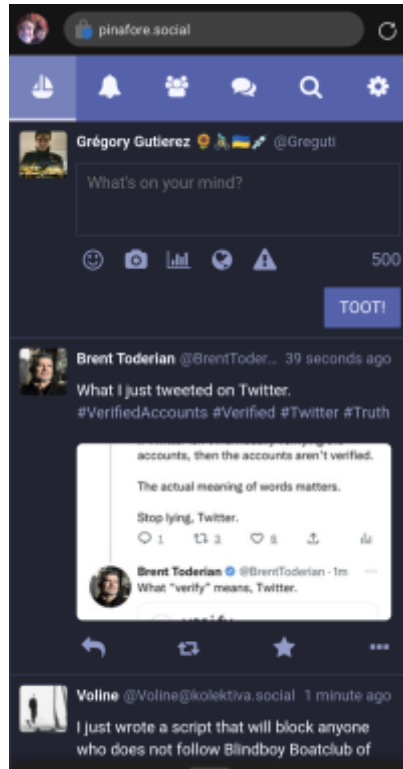 pinafore.social
Grégory Gutierez 🌻🚴🇺🇦💉 @Greguti
What's on your mind?
500
TOOT!
Brent Toderian @BrentToder.. 39 seconds ago
What I just tweeted on Twitter.
#VerifiedAccounts #Verified #Twitter #Truth
accounts, then the accounts aren't verified.
The actual meaning of words matters.
Stop lying, Twitter.
1 3 6
Brent Toderian @BrentToderian · 1m
What "verify" means, Twitter.
verify
Voline @Voline@kolektiva.social 1 minute ago
I just wrote a script that will block anyone
who does not follow Blindboy Boatclub of